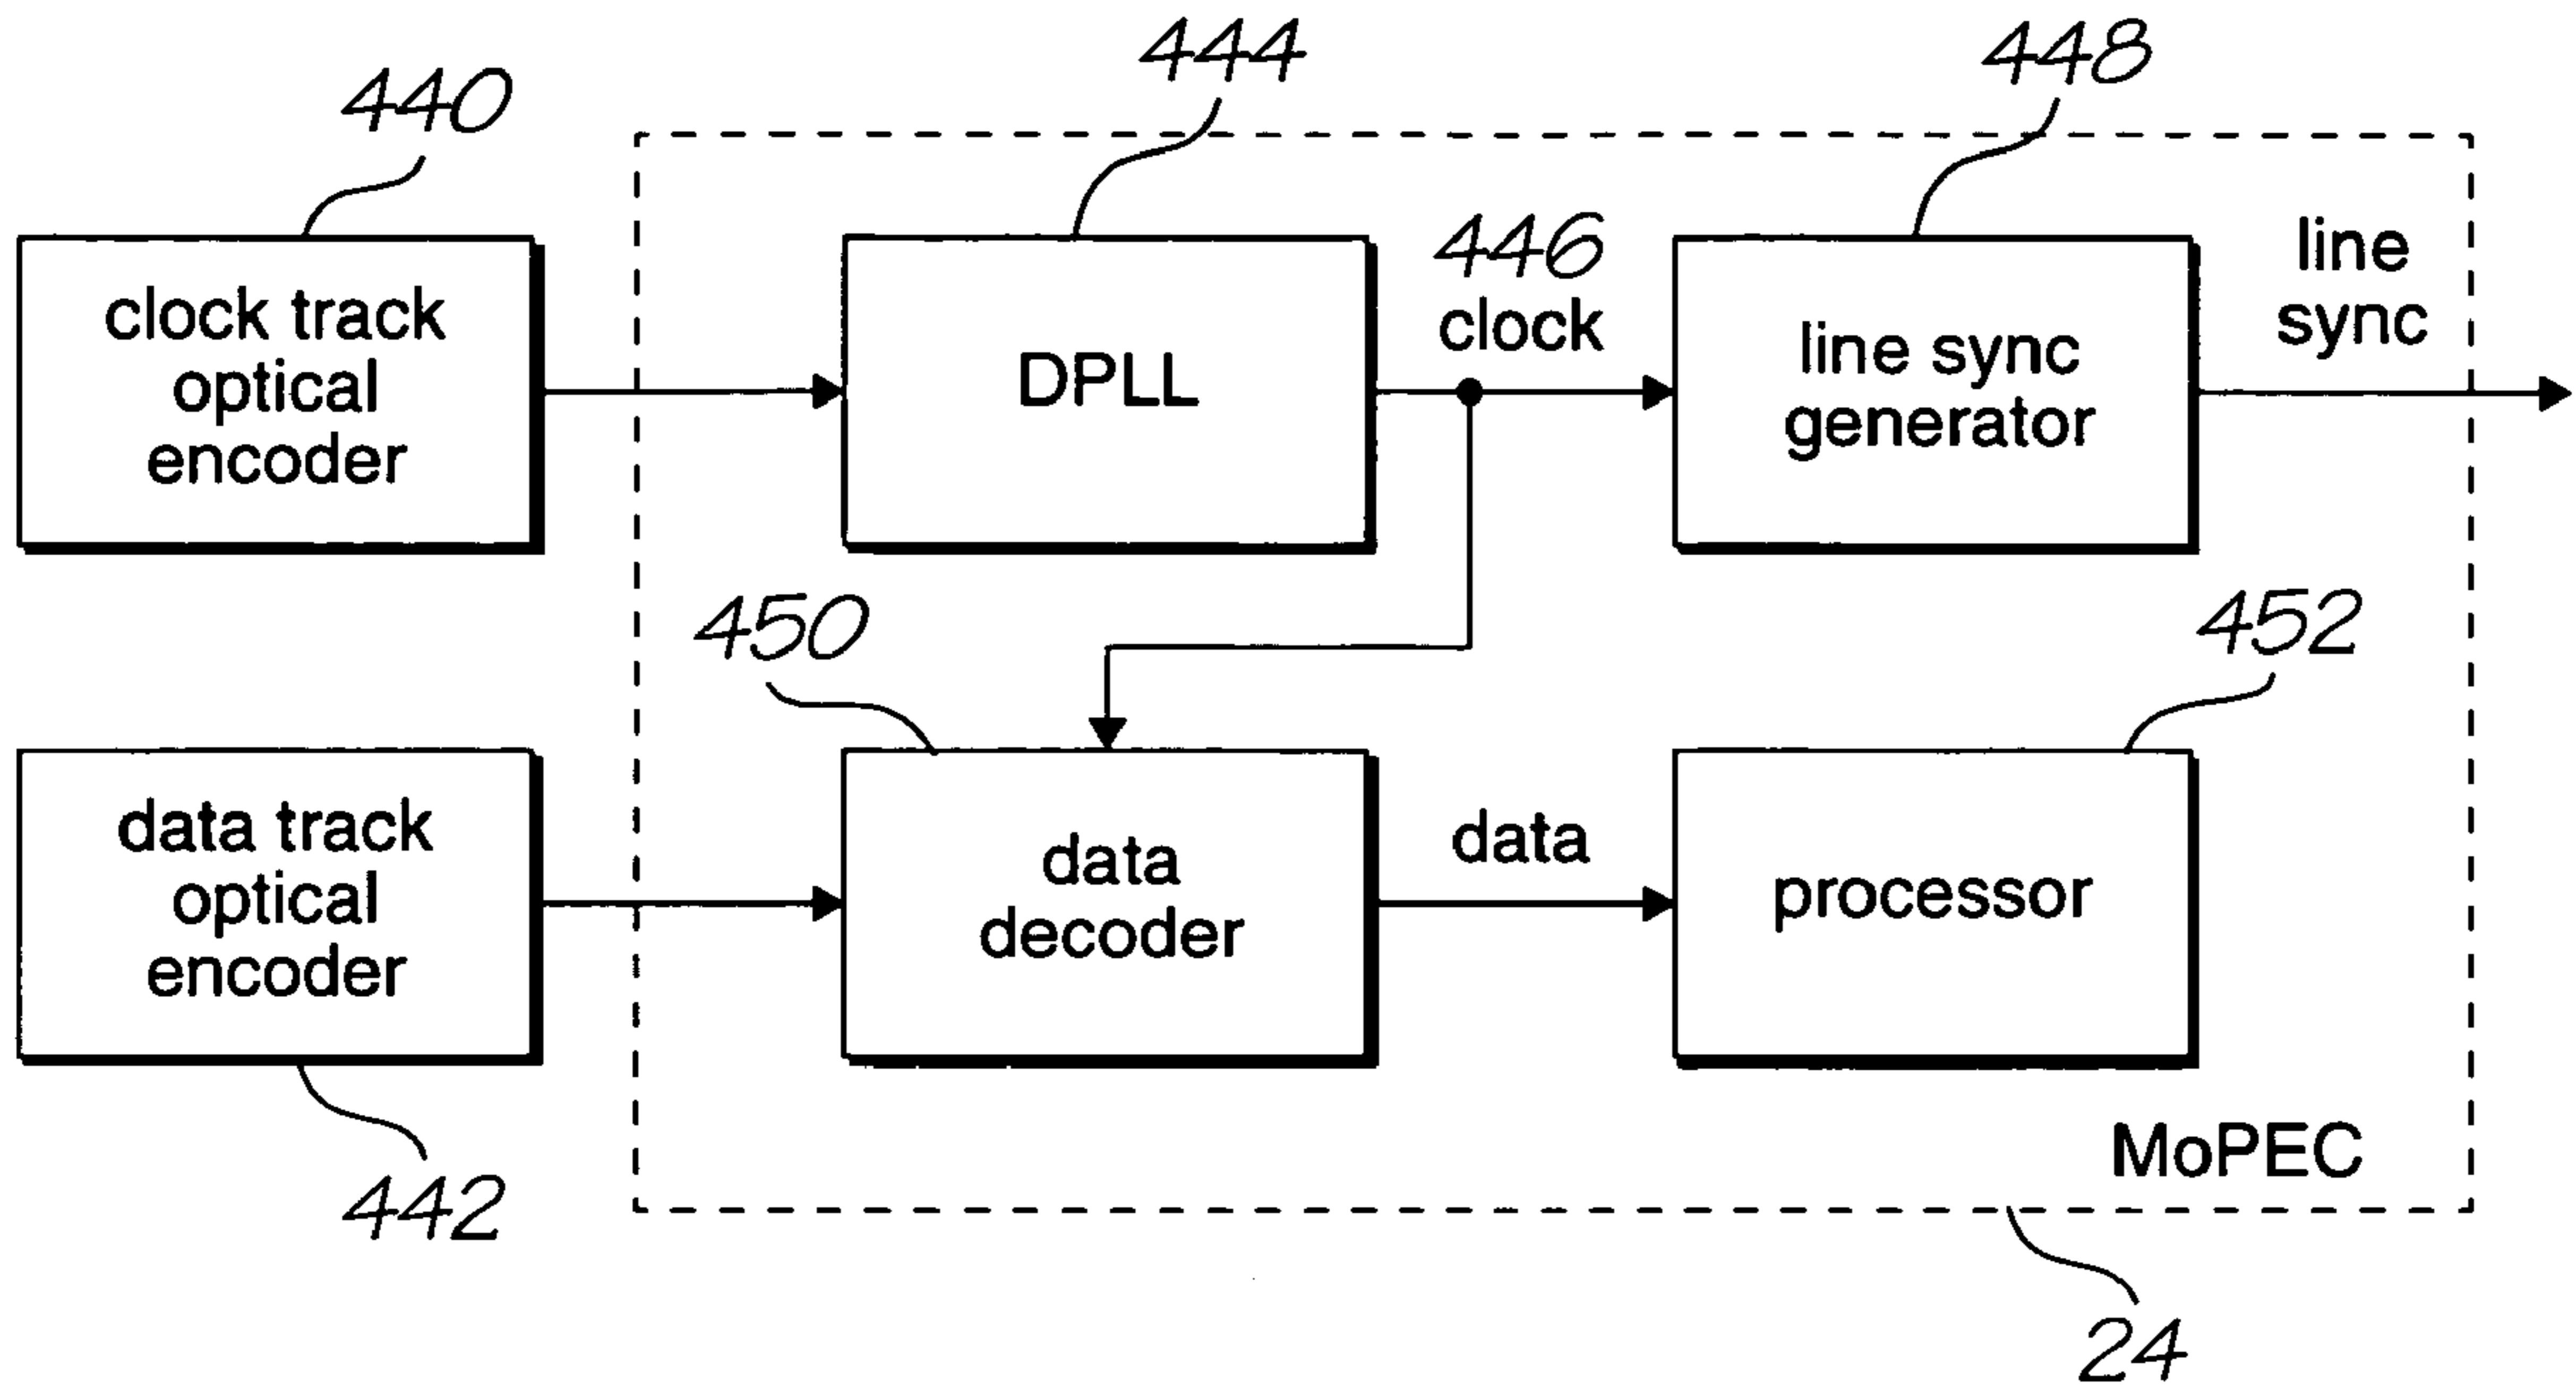 440
444
448
clock track
optical
encoder
DPLL
446
clock
line sync
generator
line
sync
450
452
data track
optical
encoder
data
decoder
data
processor
MoPEC
442
24